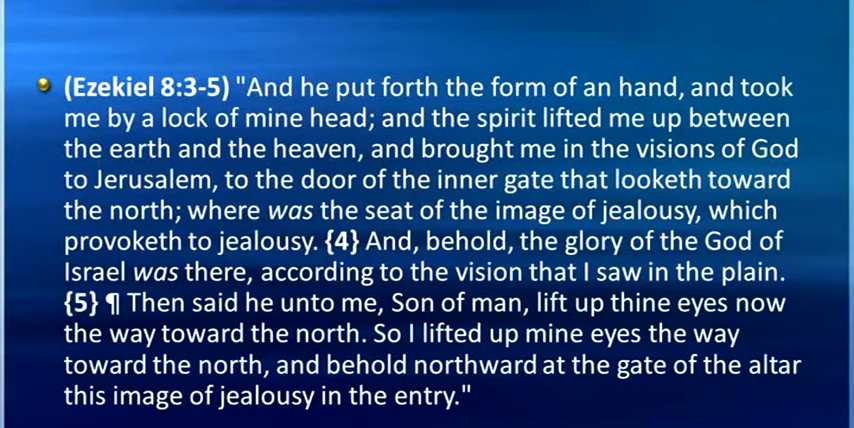 (Ezekiel 8:3-5) "And he put forth the form of an hand, and took
me by a lock of mine head; and the spirit lifted me up between
the earth and the heaven, and brought me in the visions of God
to Jerusalem, to the door of the inner gate that looketh toward
the north; where was the seat of the image of jealousy, which
provoketh to jealousy. {4} And, behold, the glory of the God of
Israel was there, according to the vision that I saw in the plain.
{5} ¶ Then said he unto me, Son of man, lift up thine eyes now
the way toward the north. So I lifted up mine eyes the way
toward the north, and behold northward at the gate of the altar
this image of jealousy in the entry."